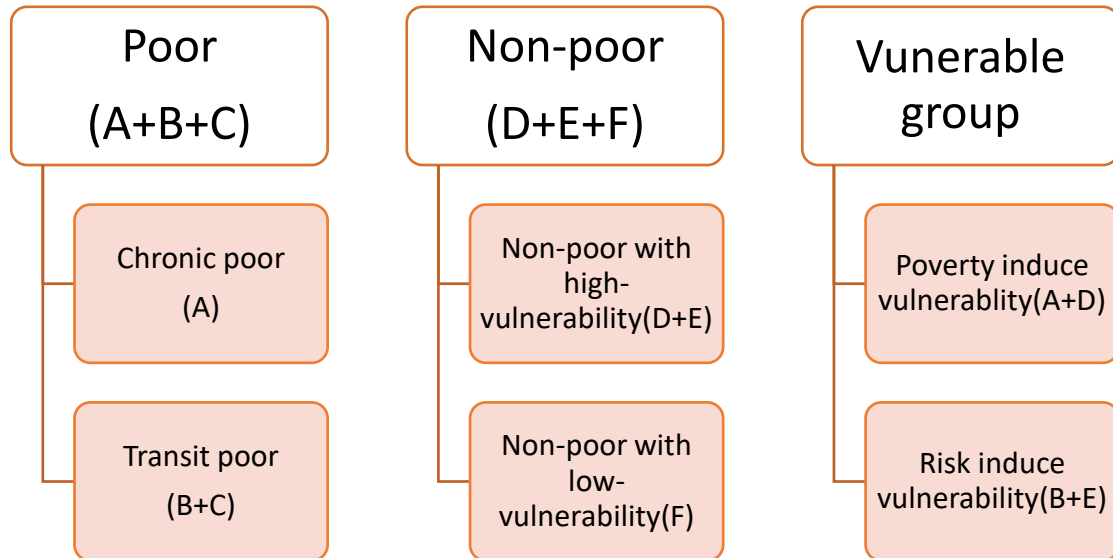 Poor
(A+B+C)
Chronic poor
(A)
Transit poor
(B+C)
Non-poor
(D+E+F)
Non-poor with
high-
vulnerability(D+E)
Non-poor with
low-
vulnerability(F)
Vunerable
group
Poverty induce
vulnerablity(A+D)
Risk induce
vulnerability(B+E)